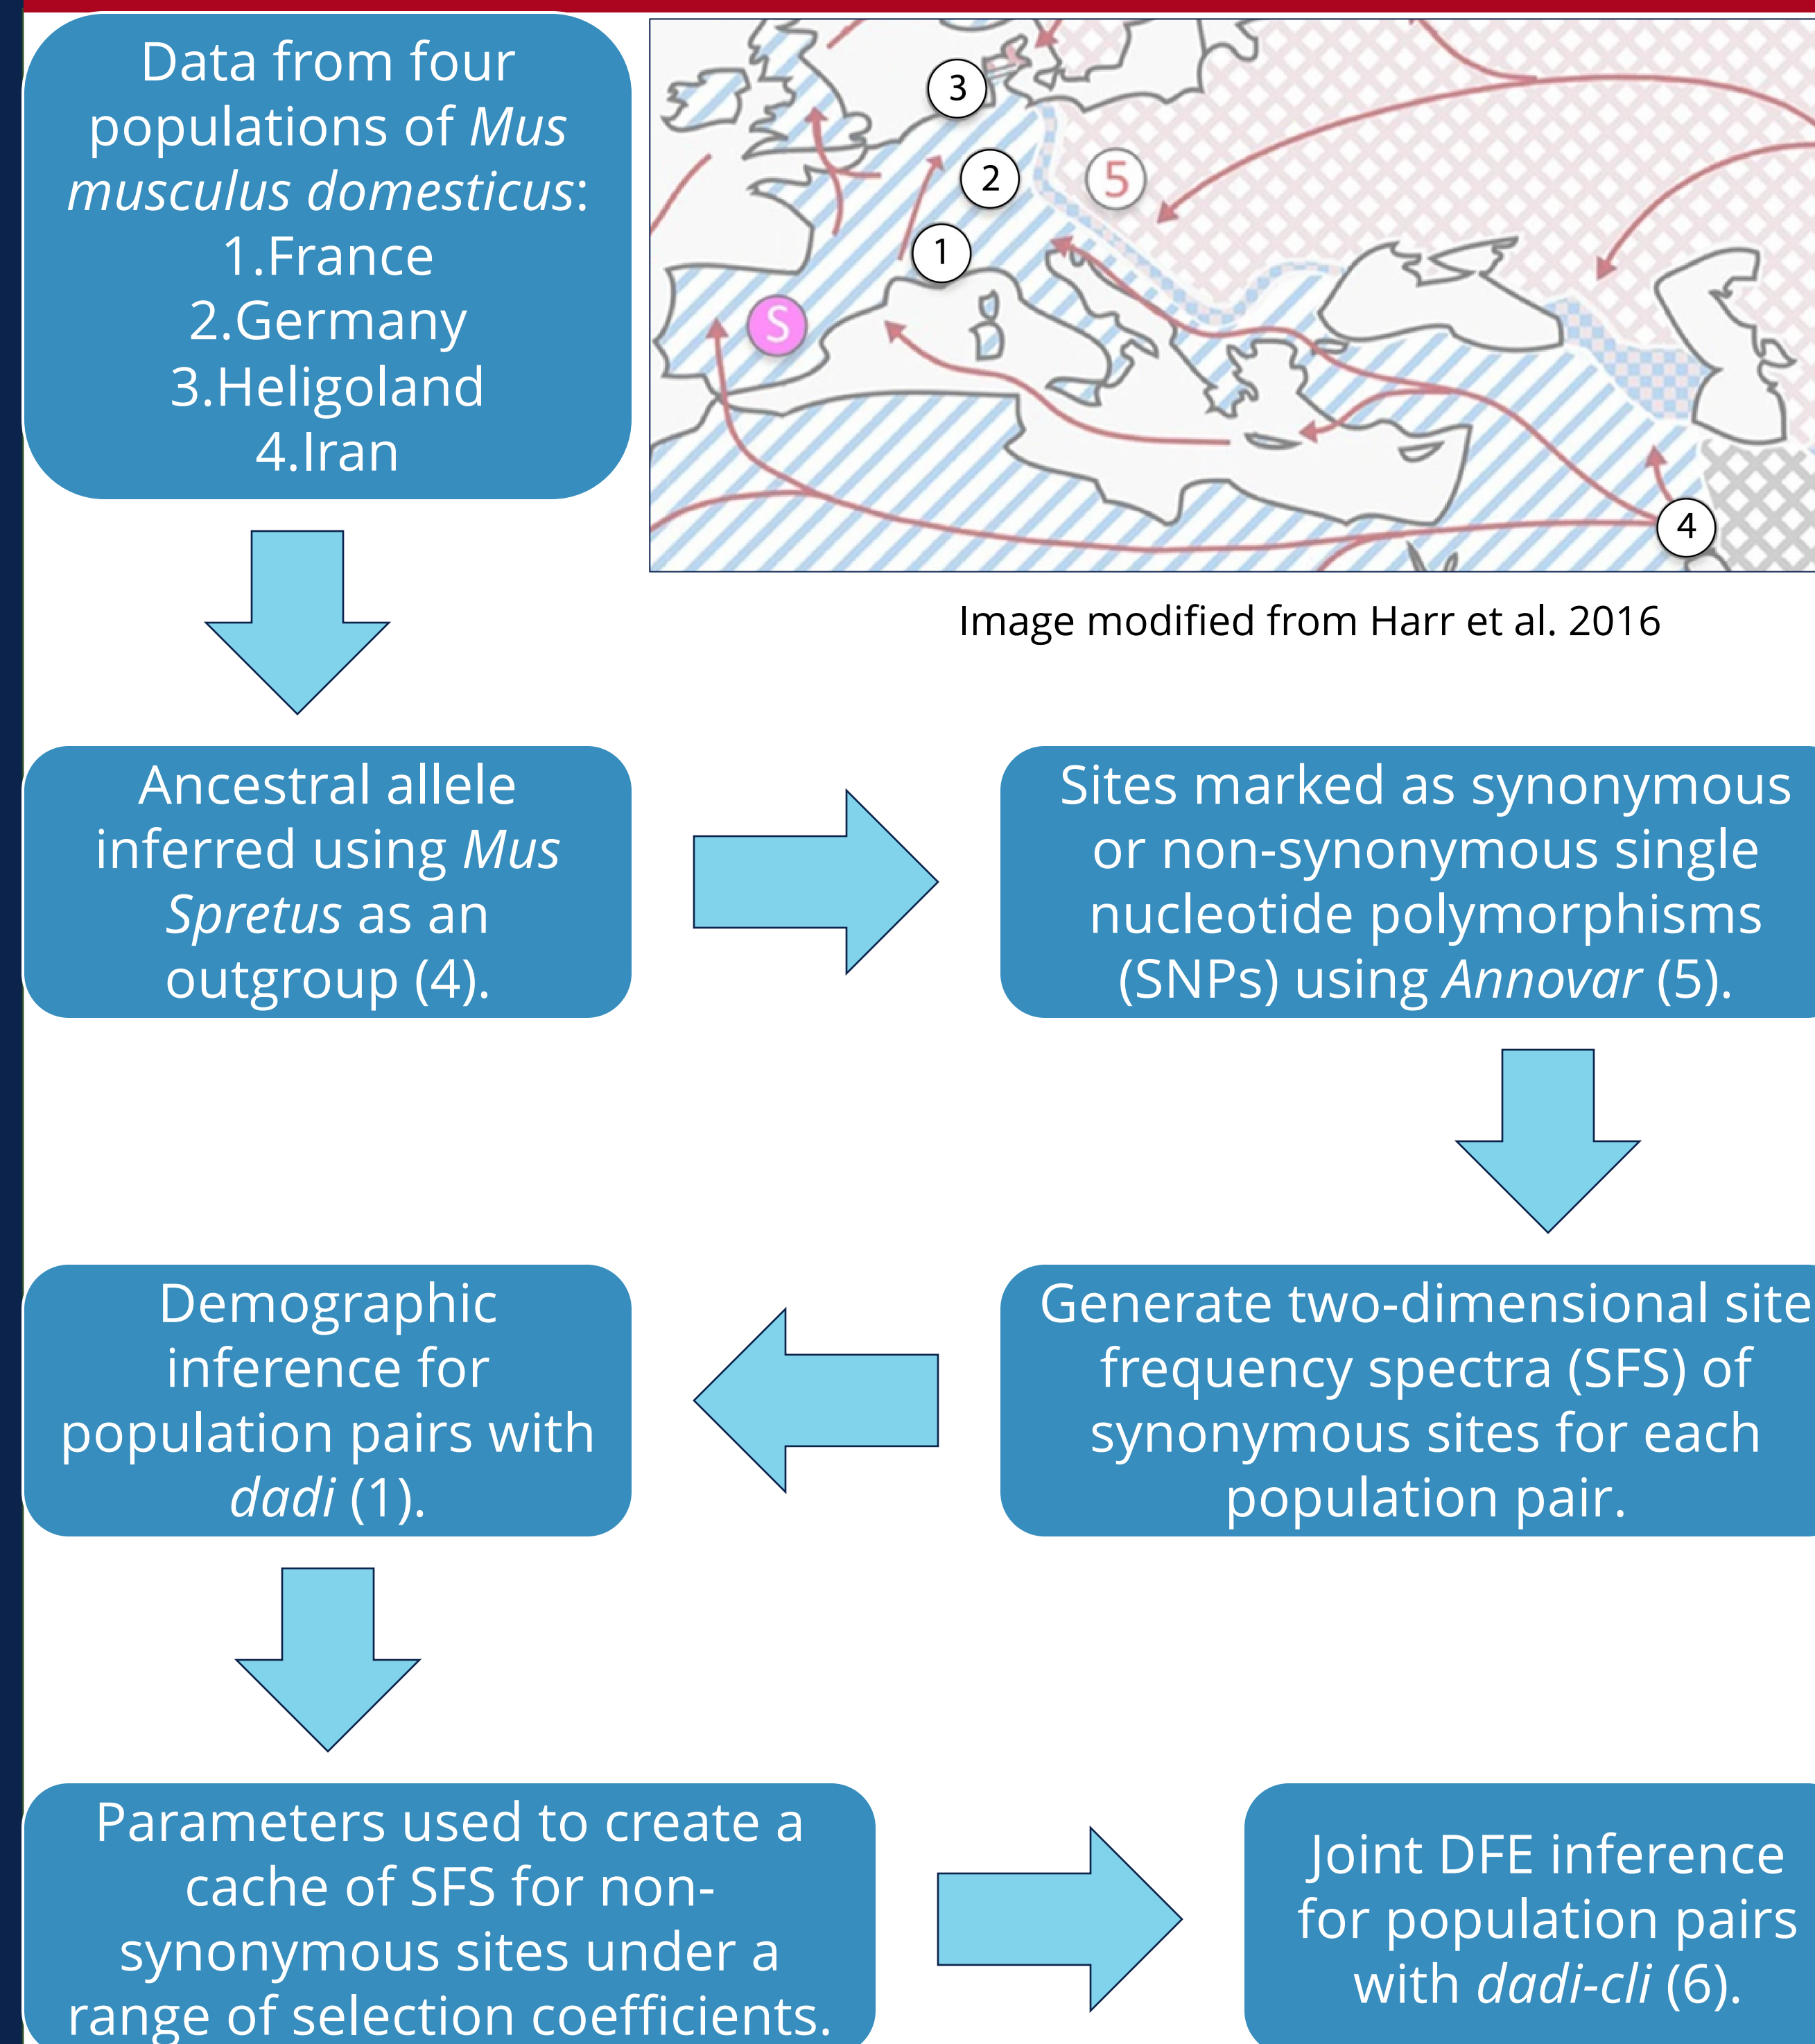 Data from four
populations of Mus
musculus domesticus:
1.France
2.Germany
3.Heligoland
4.Iran
3
2
5
1
S
4
Image modified from Harr et al. 2016
Ancestral allele
inferred using Mus
Spretus as an
outgroup (4).
Sites marked as synonymous
or non-synonymous single
nucleotide polymorphisms
(SNPs) using Annovar (5).
Generate two-dimensional site
frequency spectra (SFS) of
synonymous sites for each
population pair.
Demographic
inference for
population pairs with
dadi (1).
Parameters used to create a
cache of SFS for non-
synonymous sites under a
range of selection coefficients.
Joint DFE inference
for population pairs
with dadi-cli (6).